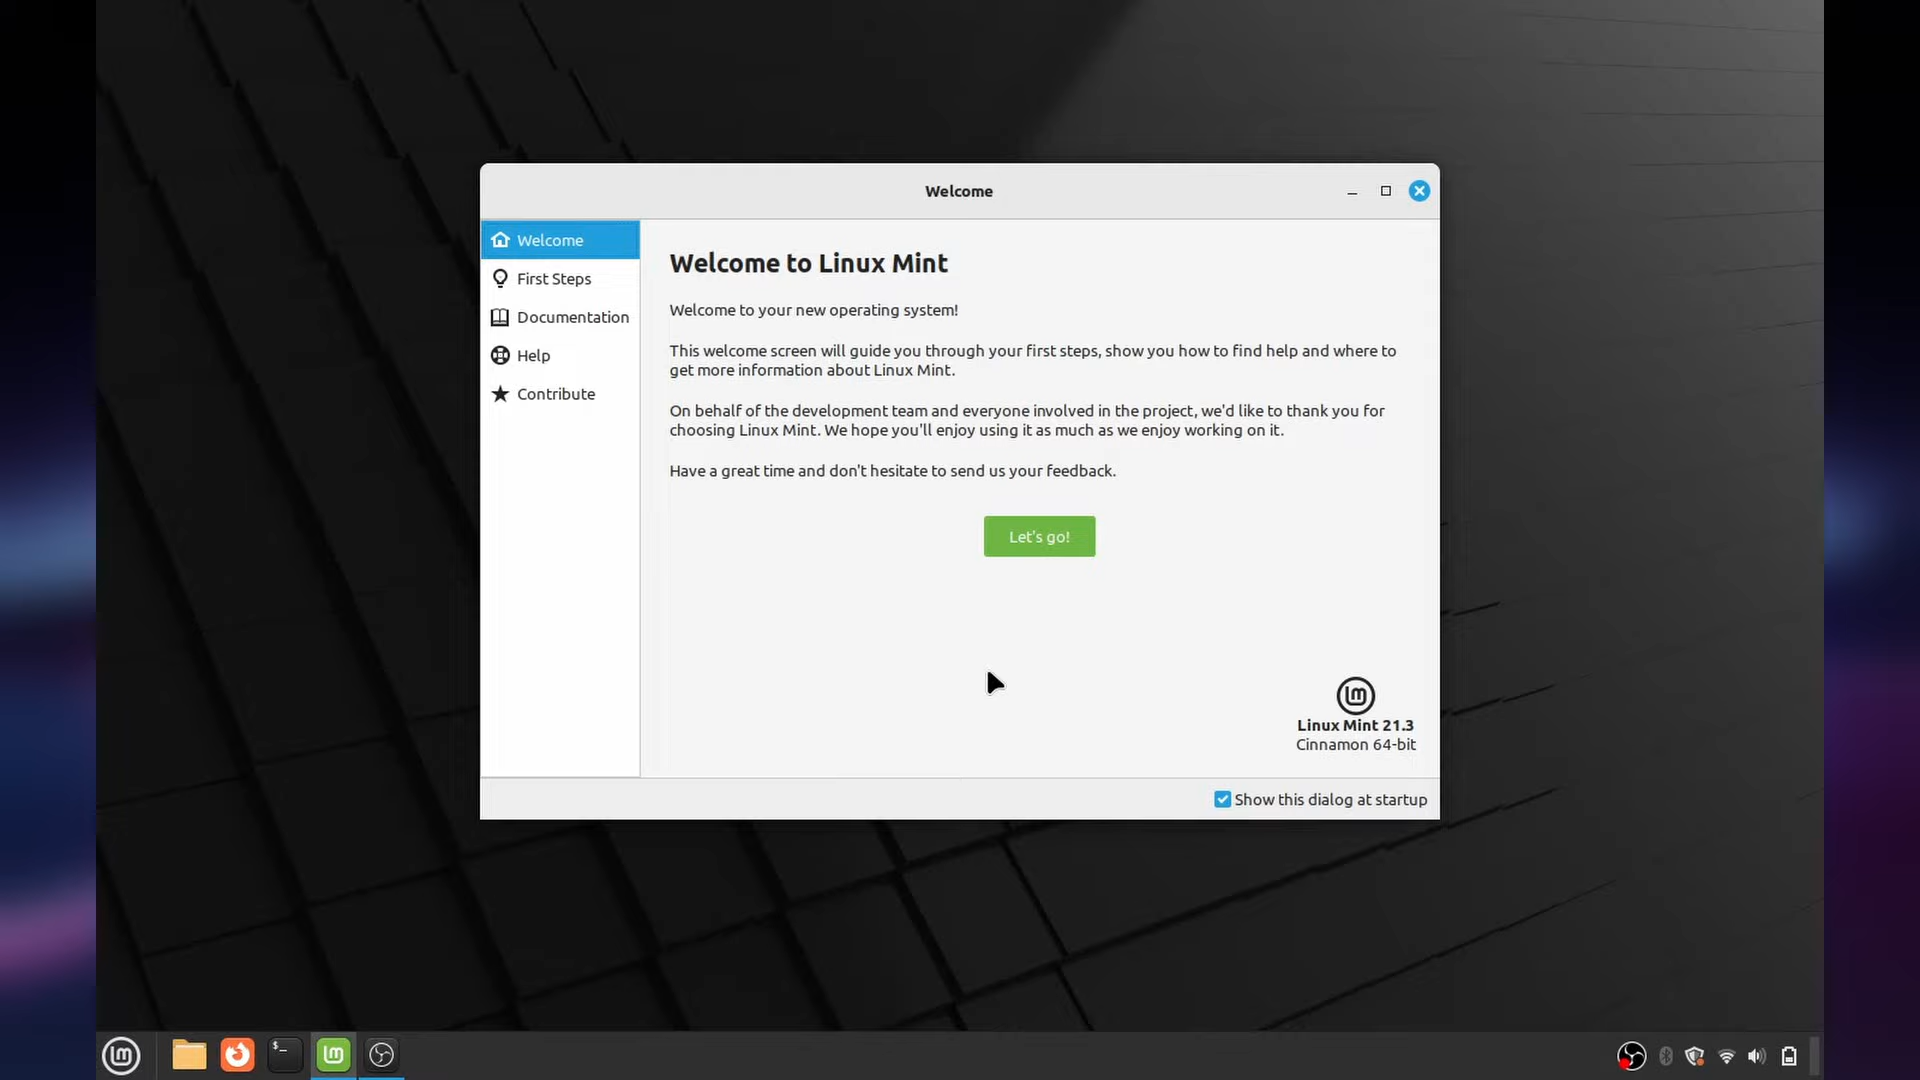 Welcome
Welcome
First Steps
Documentation
Help
Contribute
Welcome to Linux Mint
Welcome to your new operating system!
This welcome screen will guide you through your first steps, show you how to find help and where to
get more information about Linux Mint.
On behalf of the development team and everyone involved in the project, we'd like to thank you for
choosing Linux Mint. We hope you'll enjoy using it as much as we enjoy working on it.
Have a great time and don't hesitate to send us your feedback.
Let's go!
Linux Mint 21.3
Cinnamon 64-bit
Show this dialog at startup
$_